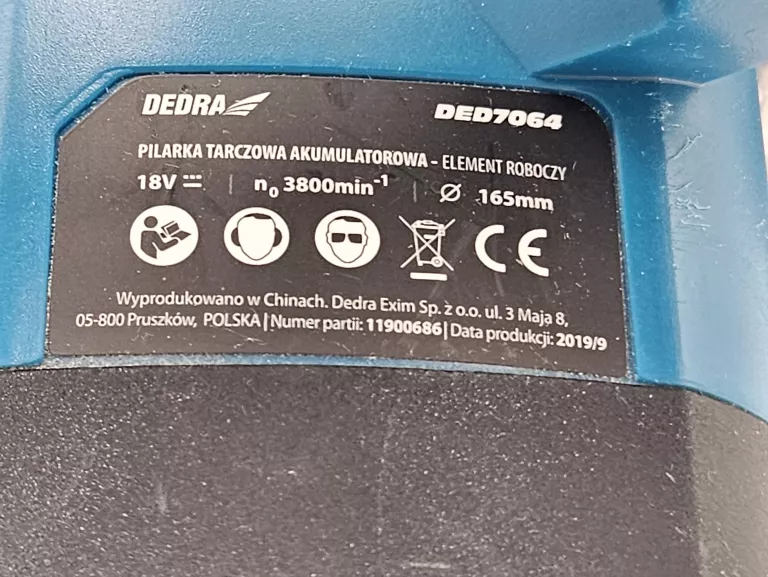 DEDRA DED7064
PILARKA TARCZOWA AKUMULATOROWA - ELEMENT ROBOCZY
18V ⎓ | n₀ 3800min⁻¹ | Ø 165mm
CE
Wyprodukowano w Chinach. Dedra Exim Sp. z o.o. ul. 3 Maja 8,
05-800 Pruszków, POLSKA | Numer partii: 11900686 | Data produkcji: 2019/9